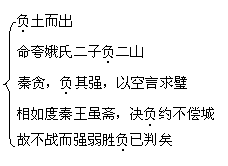 负土而出
命夸娥氏二子负二山
秦贪，负其强，以空言求璧
相如度秦王虽斋，决负约不偿城
故不战而强弱胜负已判矣